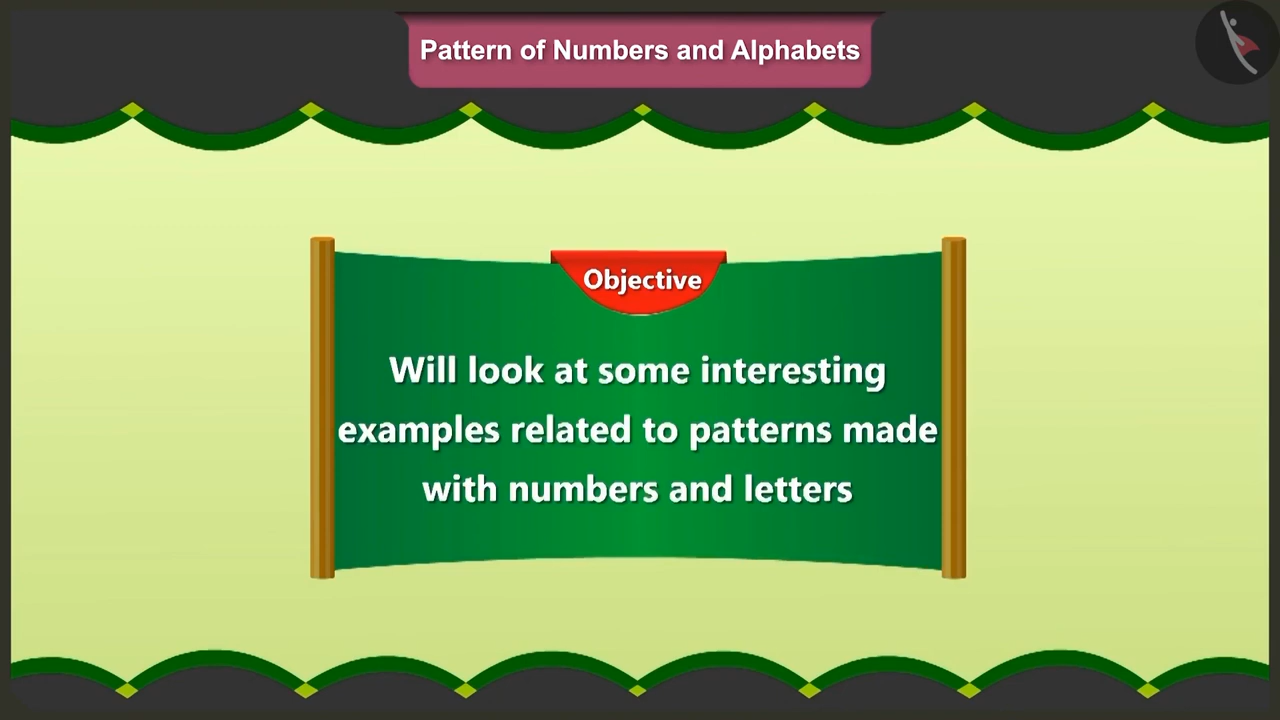 Pattern of Numbers and Alphabets
Objective
Will look at some interesting
examples related to patterns made
with numbers and letters